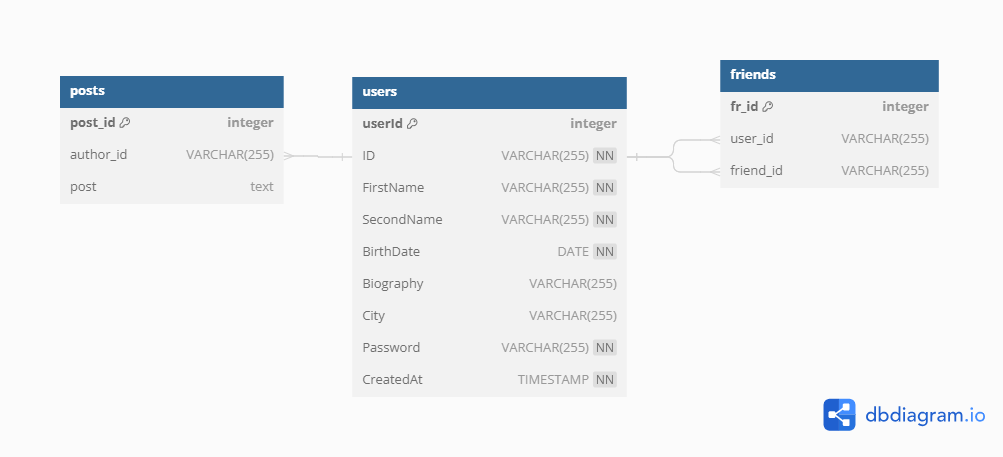 posts
post_id integer
author_id VARCHAR(255)
post text
users
userId integer
ID VARCHAR(255) NN
FirstName VARCHAR(255) NN
SecondName VARCHAR(255) NN
BirthDate DATE NN
Biography VARCHAR(255)
City VARCHAR(255)
Password VARCHAR(255) NN
CreatedAt TIMESTAMP NN
friends
fr_id integer
user_id VARCHAR(255)
friend_id VARCHAR(255)
dbdiagram.io